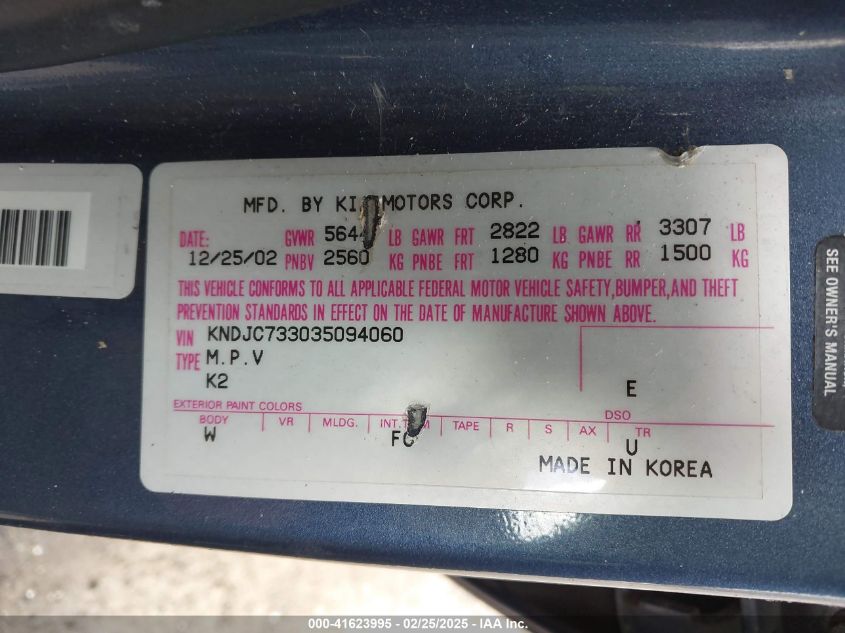 MFD. BY KIA MOTORS CORP.
DATE: GVWR 5644 LB GAWR FRT 2822 LB GAWR RR 3307 LB
12/25/02 PNBV 2560 KG PNBE FRT 1280 KG PNBE RR 1500 KG
THIS VEHICLE CONFORMS TO ALL APPLICABLE FEDERAL MOTOR VEHICLE SAFETY,BUMPER,AND THEFT
PREVENTION STANDARDS IN EFFECT ON THE DATE OF MANUFACTURE SHOWN ABOVE.
VIN KNDJC733035094060
TYPE M.P.V
K2
E
EXTERIOR PAINT COLORS DSO
BODY VR MLDG. INT.TRIM TAPE R S AX TR
W FC U
MADE IN KOREA
SEE OWNER'S MANUAL
000-41623995 - 02/25/2025 - IAA Inc.